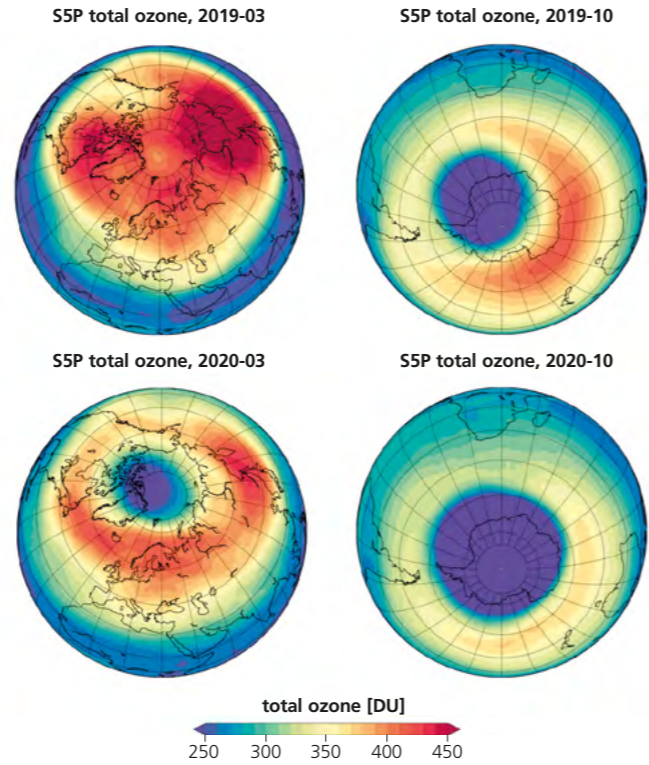 S5P total ozone, 2019-03
S5P total ozone, 2019-10
S5P total ozone, 2020-03
S5P total ozone, 2020-10
total ozone [DU]
250 300 350 400 450